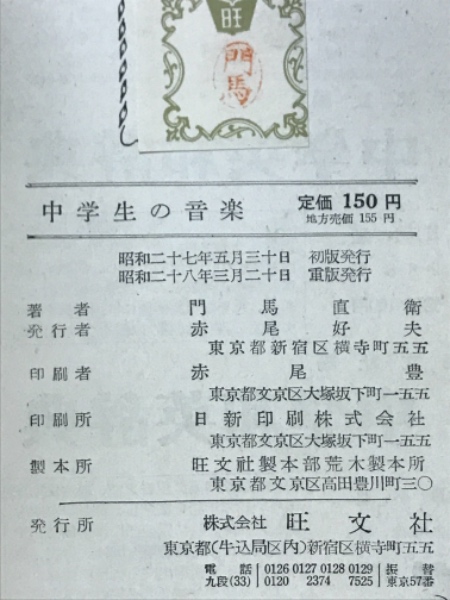 旺
門馬
中学生の音楽
定価 150円
地方売価 155 円
昭和二十七年五月三十日 初版発行
昭和二十八年三月二十日 重版発行
著者 門馬直衛
発行者 赤尾好夫
東京都新宿区横寺町五五
印刷者 赤尾豊
東京都文京区大塚坂下町一五五
印刷所 日新印刷株式会社
東京都文京区大塚坂下町一五五
製本所 旺文社製本部荒木製本所
東京都文京区高田豊川町三〇
発行所 株式会社 旺文社
東京都(牛込局区内)新宿区横寺町五五
電話 0126 0127 0128 0129 振替
九段(33) 0120 2374 7525 東京57番